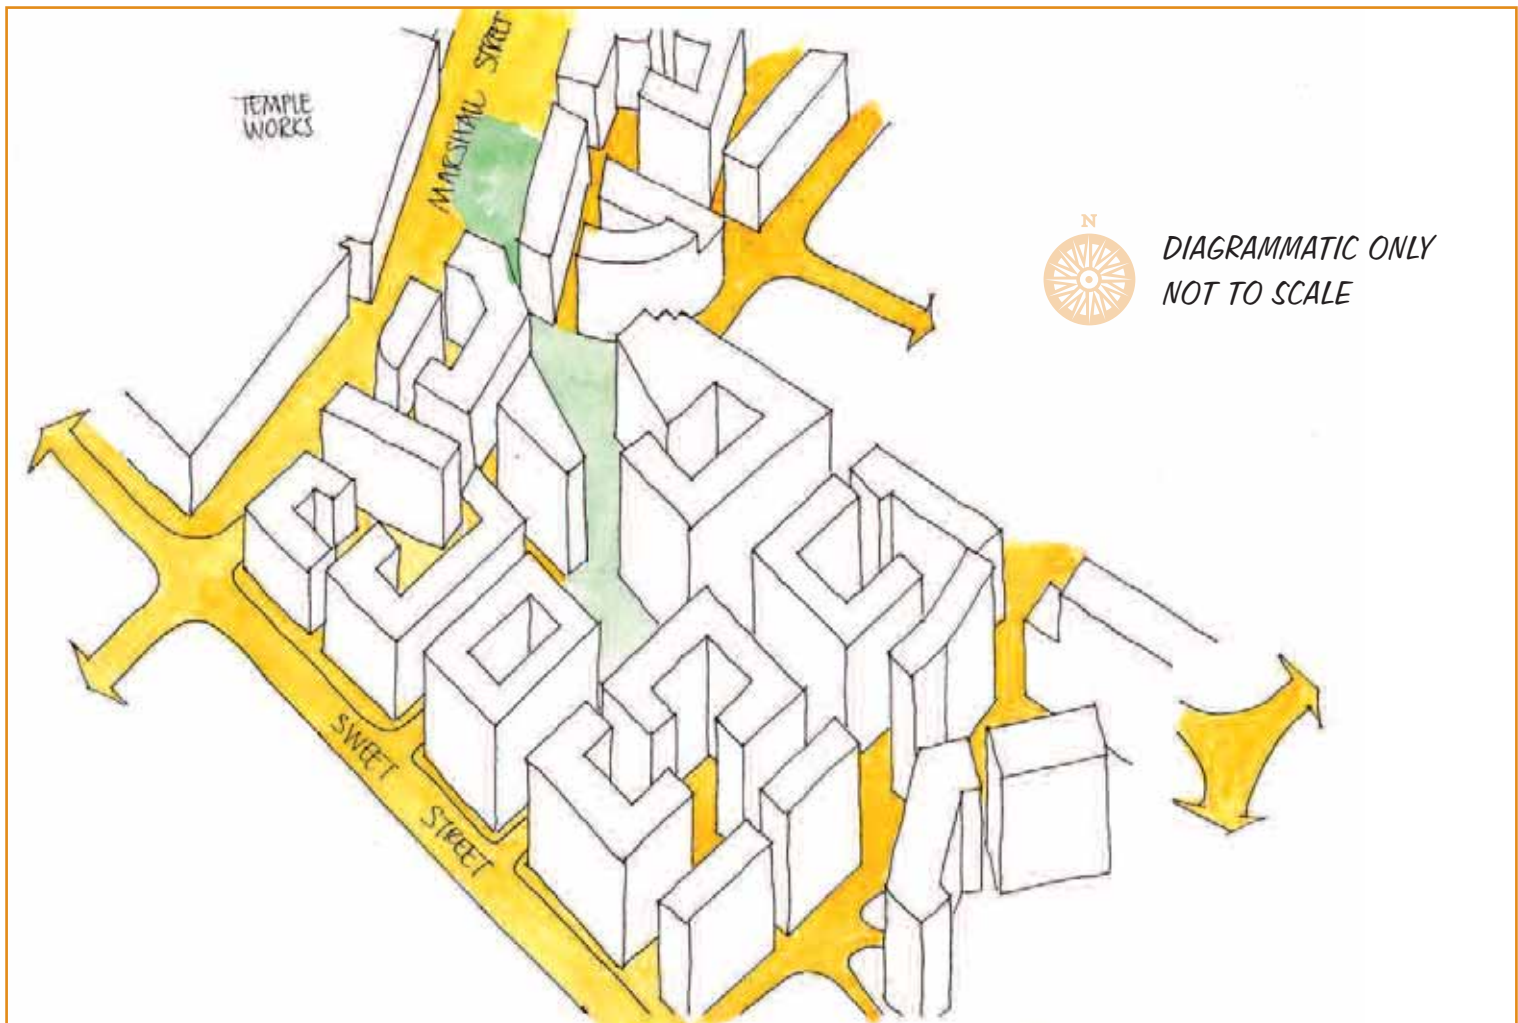 TEMPLE
WORKS
MARSHALL STREET
N
DIAGRAMMATIC ONLY
NOT TO SCALE
SWEET
STREET